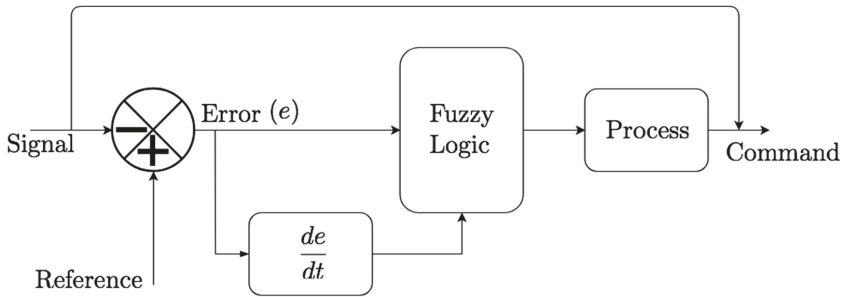 Signal
Error (e)
Fuzzy
Logic
Process
Command
de
dt
Reference